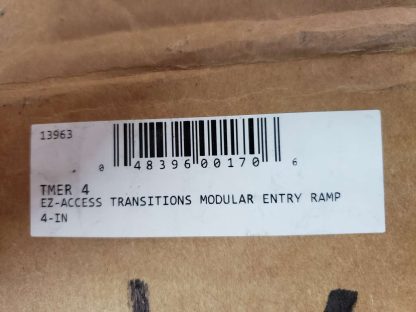 13963
0 48396 00170 6
TMER 4
EZ-ACCESS TRANSITIONS MODULAR ENTRY RAMP
4-IN